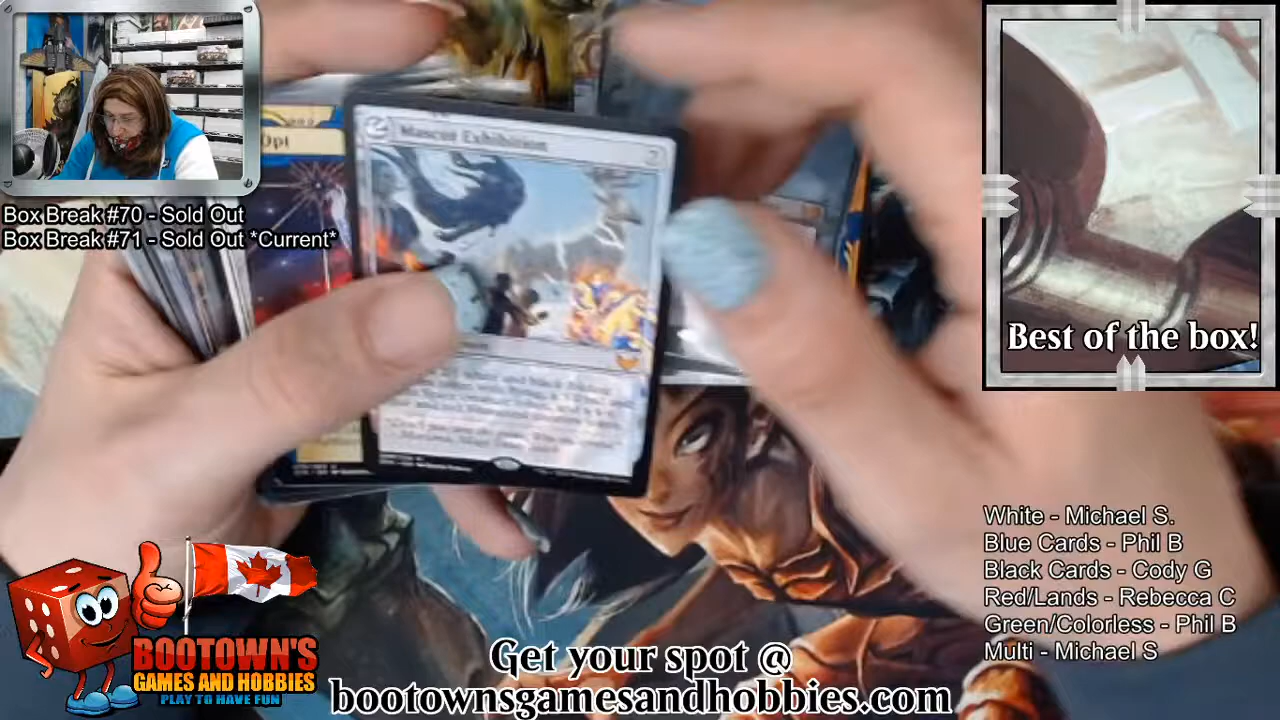 Box Break #70 - Sold Out
Box Break #71 - Sold Out *Current*
Opi
Mascot Exhibition
7
Best of the box!
White - Michael S.
Blue Cards - Phil B
Black Cards - Cody G
Red/Lands - Rebecca C
Green/Colorless - Phil B
Multi - Michael S
BOOTOWN'S
GAMES AND HOBBIES
PLAY TO HAVE FUN
Get your spot @
bootownsgamesandhobbies.com